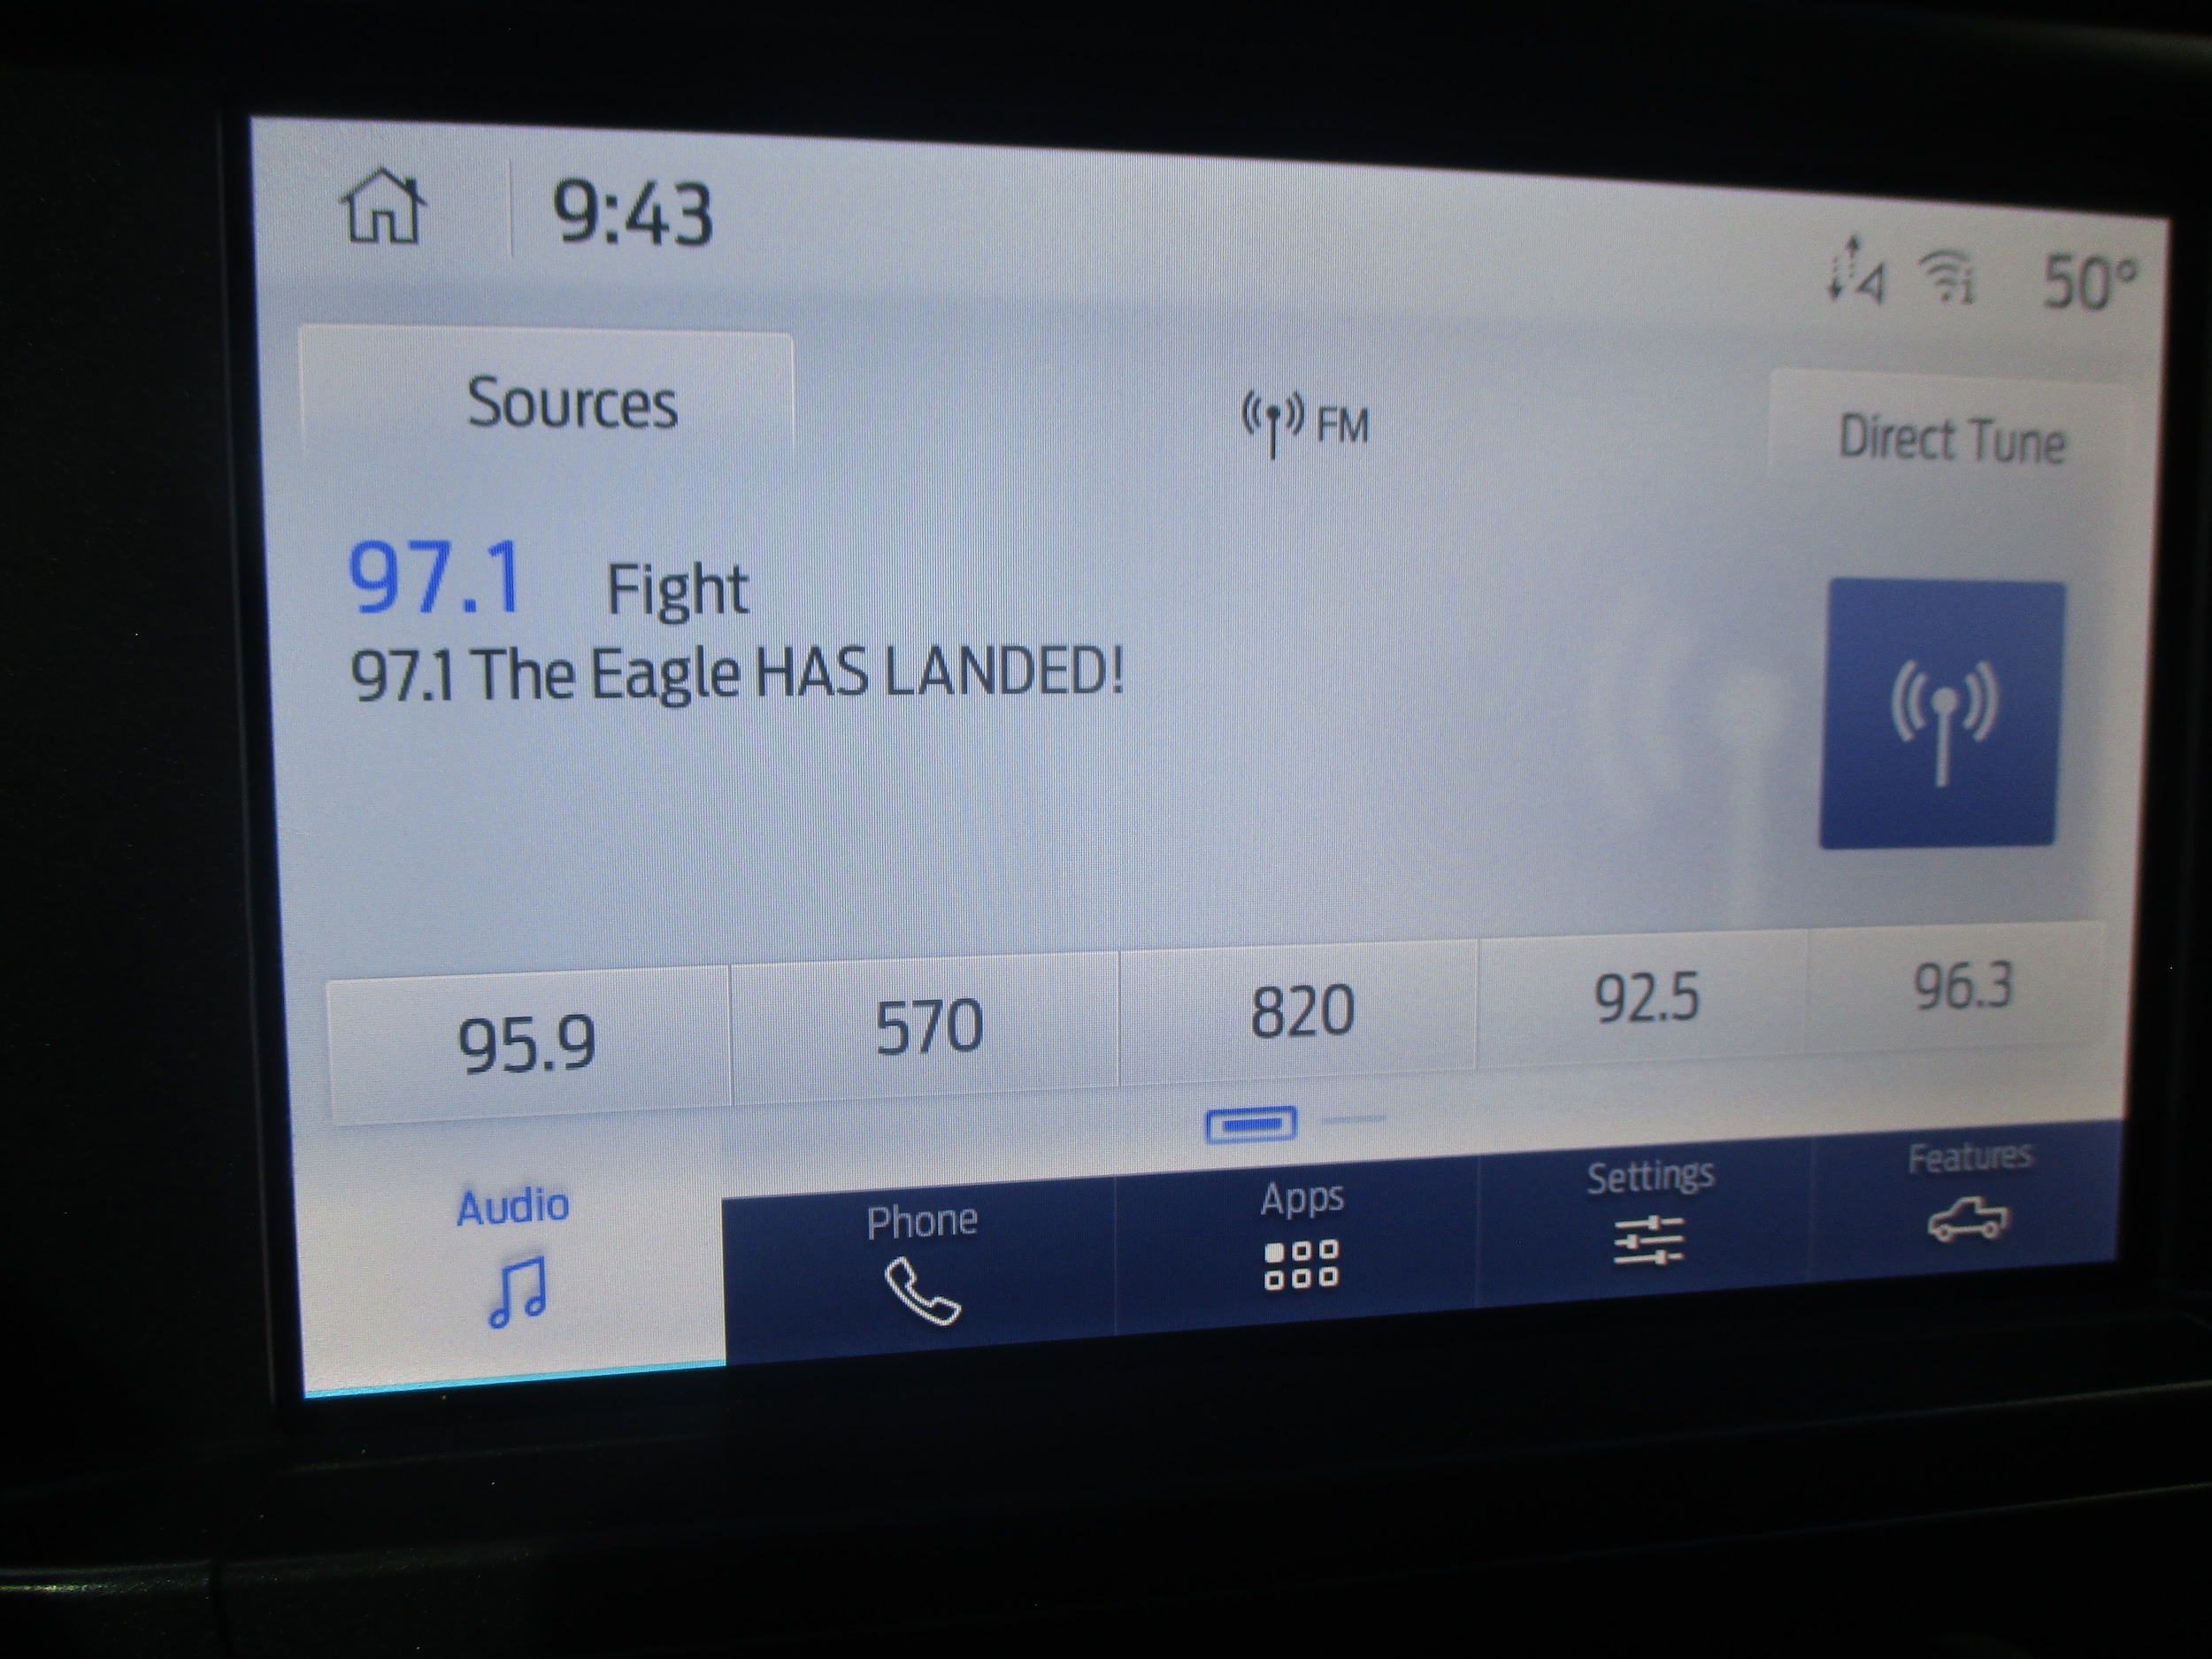 9:43
50°
Sources
FM
Direct Tune
97.1 Fight
97.1 The Eagle HAS LANDED!
95.9 570 820 92.5 96.3
Audio Phone Apps Settings Features